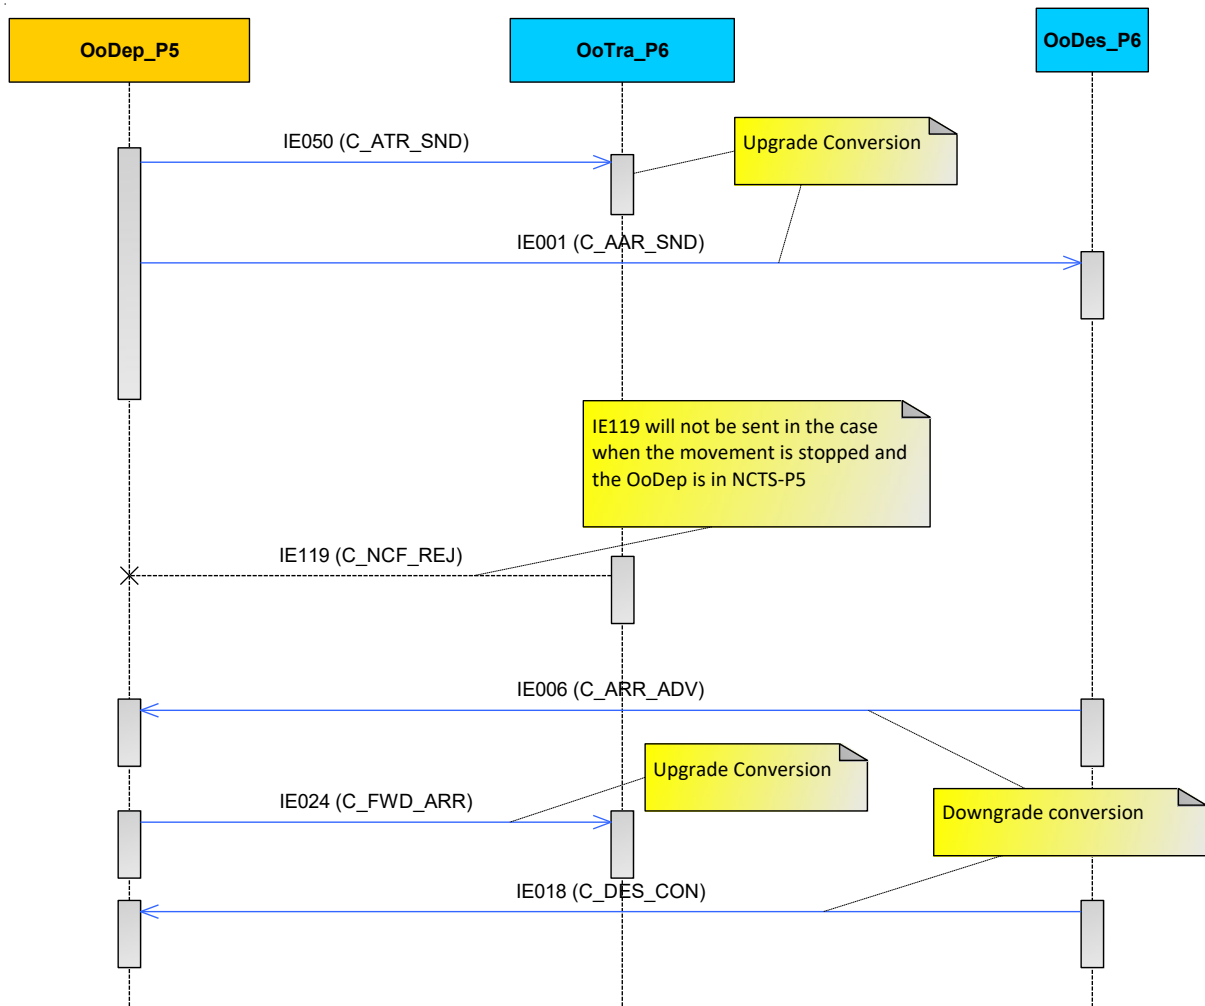 OoDep_P5
OoTra_P6
OoDes_P6
IE050 (C_ATR_SND)
Upgrade Conversion
IE001 (C_AAR_SND)
IE119 will not be sent in the case
when the movement is stopped and
the OoDep is in NCTS-P5
IE119 (C_NCF_REJ)
IE006 (C_ARR_ADV)
Upgrade Conversion
IE024 (C_FWD_ARR)
Downgrade conversion
IE018 (C_DES_CON)